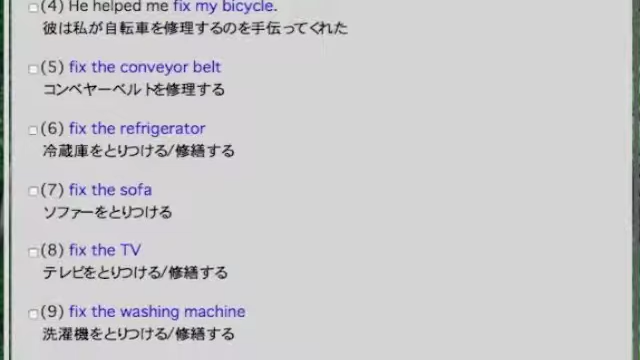 (4) He helped me fix my bicycle.
彼は私が自転車を修理するのを手伝ってくれた
(5) fix the conveyor belt
コンベヤーベルトを修理する
(6) fix the refrigerator
冷蔵庫をとりつける/修繕する
(7) fix the sofa
ソファーをとりつける
(8) fix the TV
テレビをとりつける/修繕する
(9) fix the washing machine
洗濯機をとりつける/修繕する